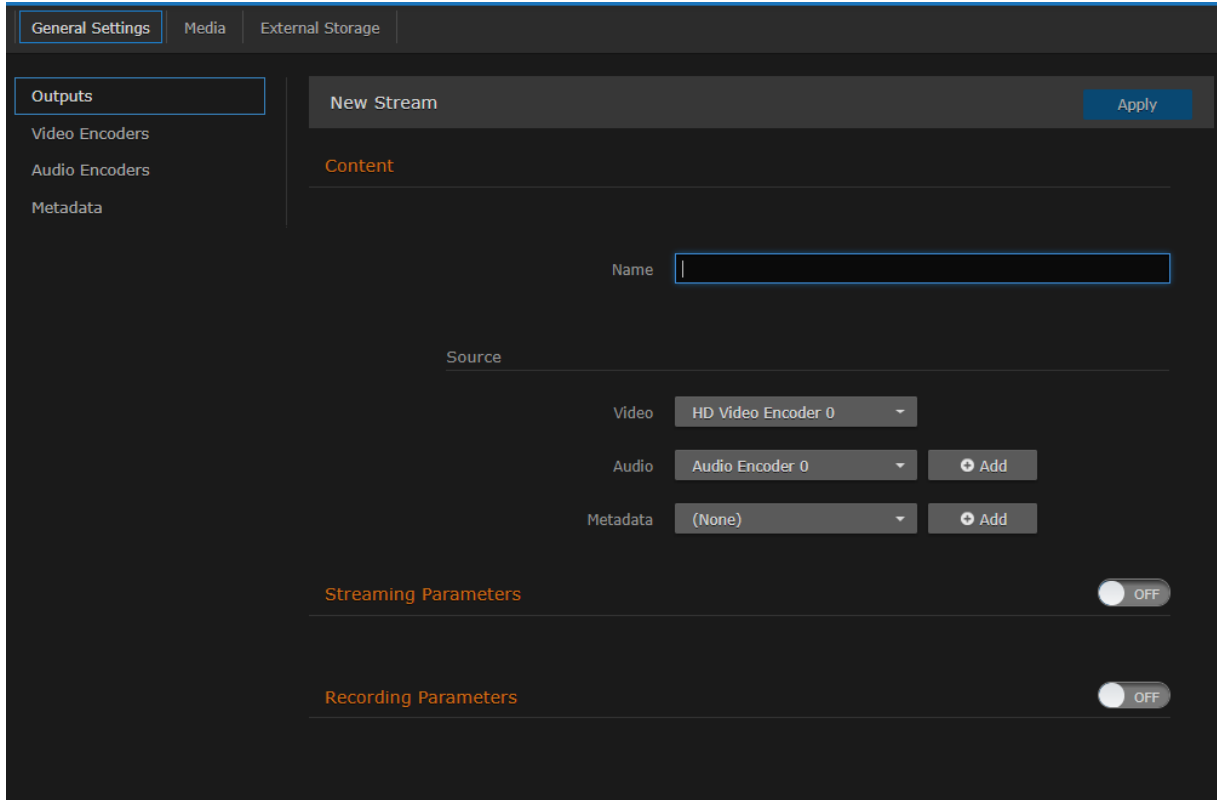 General Settings Media External Storage
Outputs
Video Encoders
Audio Encoders
Metadata
New Stream Apply
Content
Name
Source
Video HD Video Encoder 0
Audio Audio Encoder 0 Add
Metadata (None) Add
Streaming Parameters OFF
Recording Parameters OFF